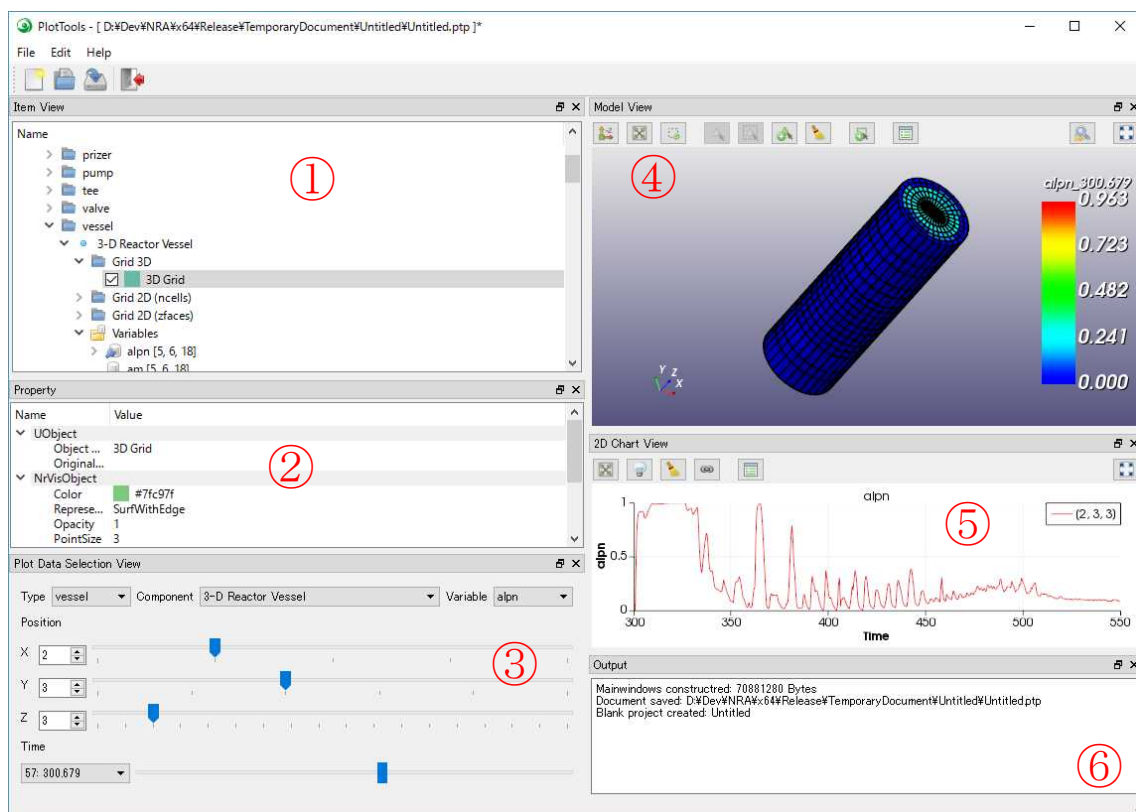 PlotTools - [ D:¥Dev¥NRA¥x64¥Release¥TemporaryDocument¥Untitled¥Untitled.ptp ]*
File Edit Help
Item View
Name
prizer
pump
tee
valve
vessel
3-D Reactor Vessel
Grid 3D
3D Grid
Grid 2D (ncells)
Grid 2D (zfaces)
Variables
alpn [5, 6, 18]
am [5, 6, 18]
①
Property
Name Value
UObject
Object ... 3D Grid
Original...
NrVisObject
Color #7fc97f
Represe... SurfWithEdge
Opacity 1
PointSize 3
②
Plot Data Selection View
Type vessel Component 3-D Reactor Vessel Variable alpn
Position
X 2
Y 3
Z 3
③
Time
57: 300.679
Model View
④
alpn_300.679
0.963
0.723
0.482
0.241
0.000
Y Z X
2D Chart View
alpn
(2, 3, 3)
⑤
alpn
1
0.5
0
300 350 400 450 500 550
Time
Output
Mainwindows constructred: 70881280 Bytes
Document saved: D:¥Dev¥NRA¥x64¥Release¥TemporaryDocument¥Untitled¥Untitled.ptp
Blank project created: Untitled
⑥